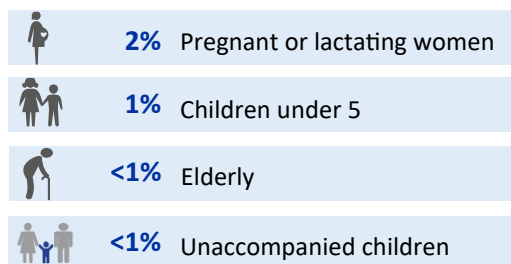 2% Pregnant or lactating women
1% Children under 5
<1% Elderly
<1% Unaccompanied children